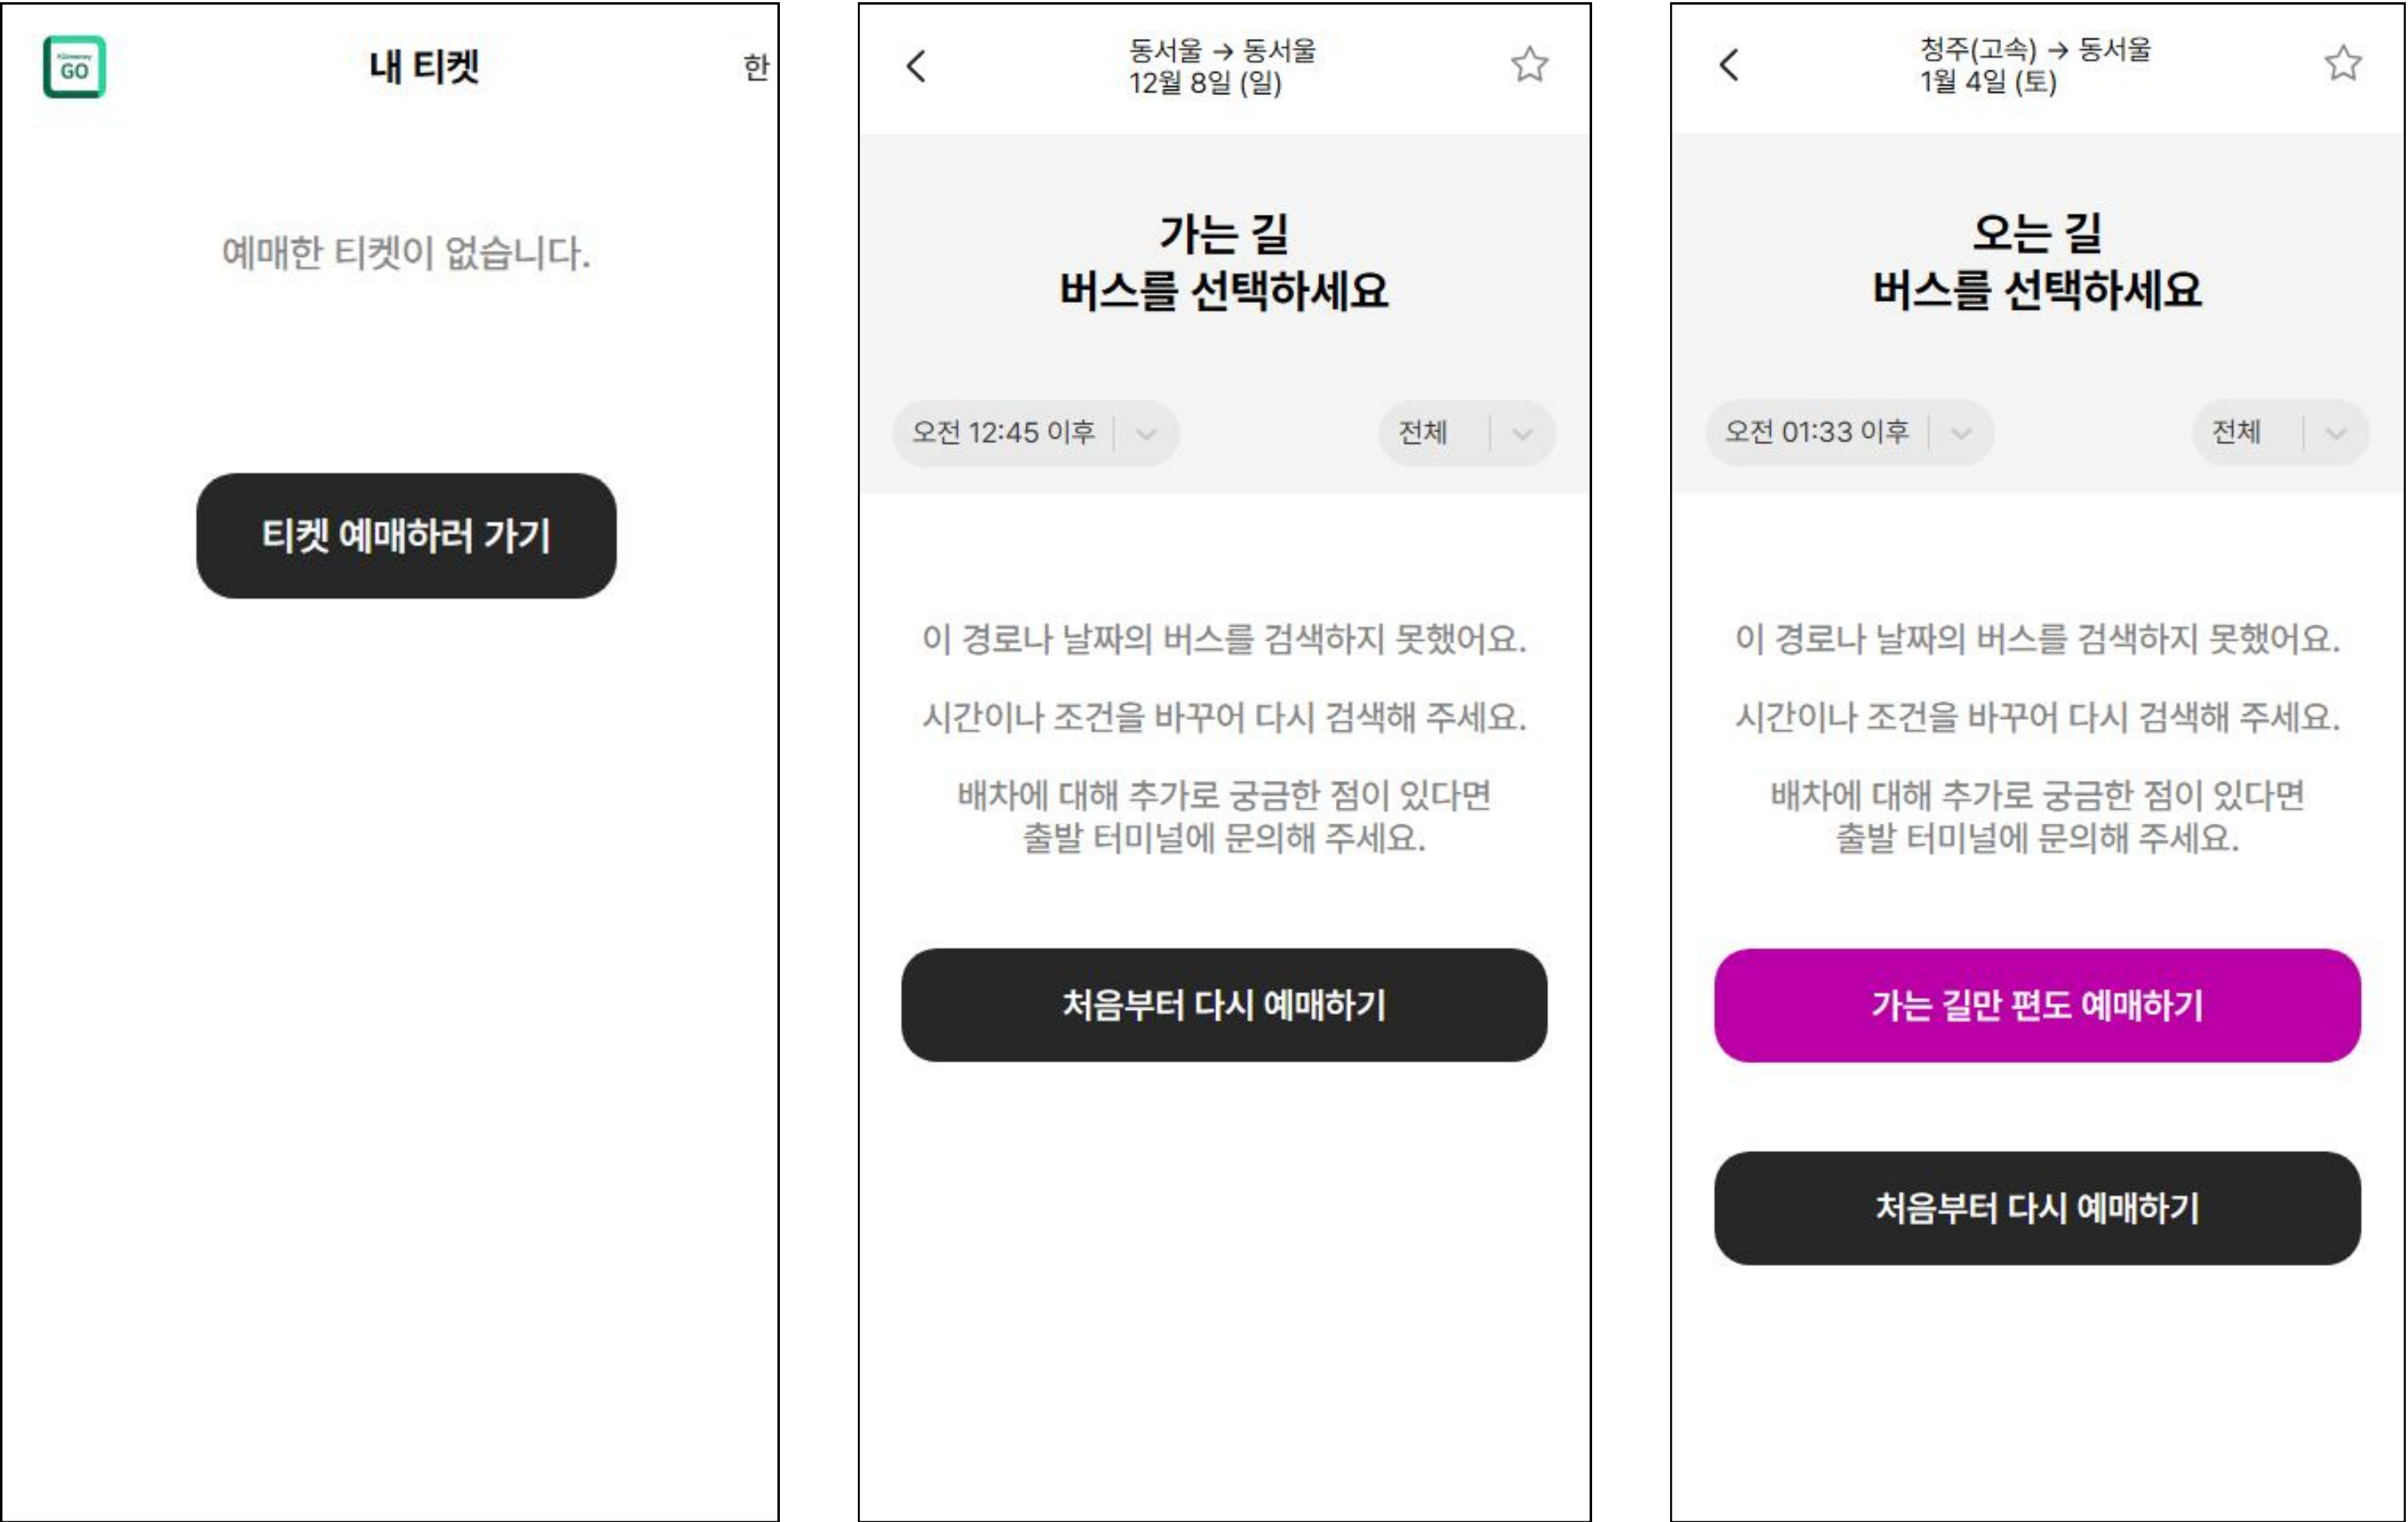 GO
내 티켓
한
예매한 티켓이 없습니다.
티켓 예매하러 가기
동서울 → 동서울
12월 8일 (일)
가는 길
버스를 선택하세요
오전 12:45 이후
전체
이 경로나 날짜의 버스를 검색하지 못했어요.
시간이나 조건을 바꾸어 다시 검색해 주세요.
배차에 대해 추가로 궁금한 점이 있다면
출발 터미널에 문의해 주세요.
처음부터 다시 예매하기
청주(고속) → 동서울
1월 4일 (토)
오는 길
버스를 선택하세요
오전 01:33 이후
전체
이 경로나 날짜의 버스를 검색하지 못했어요.
시간이나 조건을 바꾸어 다시 검색해 주세요.
배차에 대해 추가로 궁금한 점이 있다면
출발 터미널에 문의해 주세요.
가는 길만 편도 예매하기
처음부터 다시 예매하기